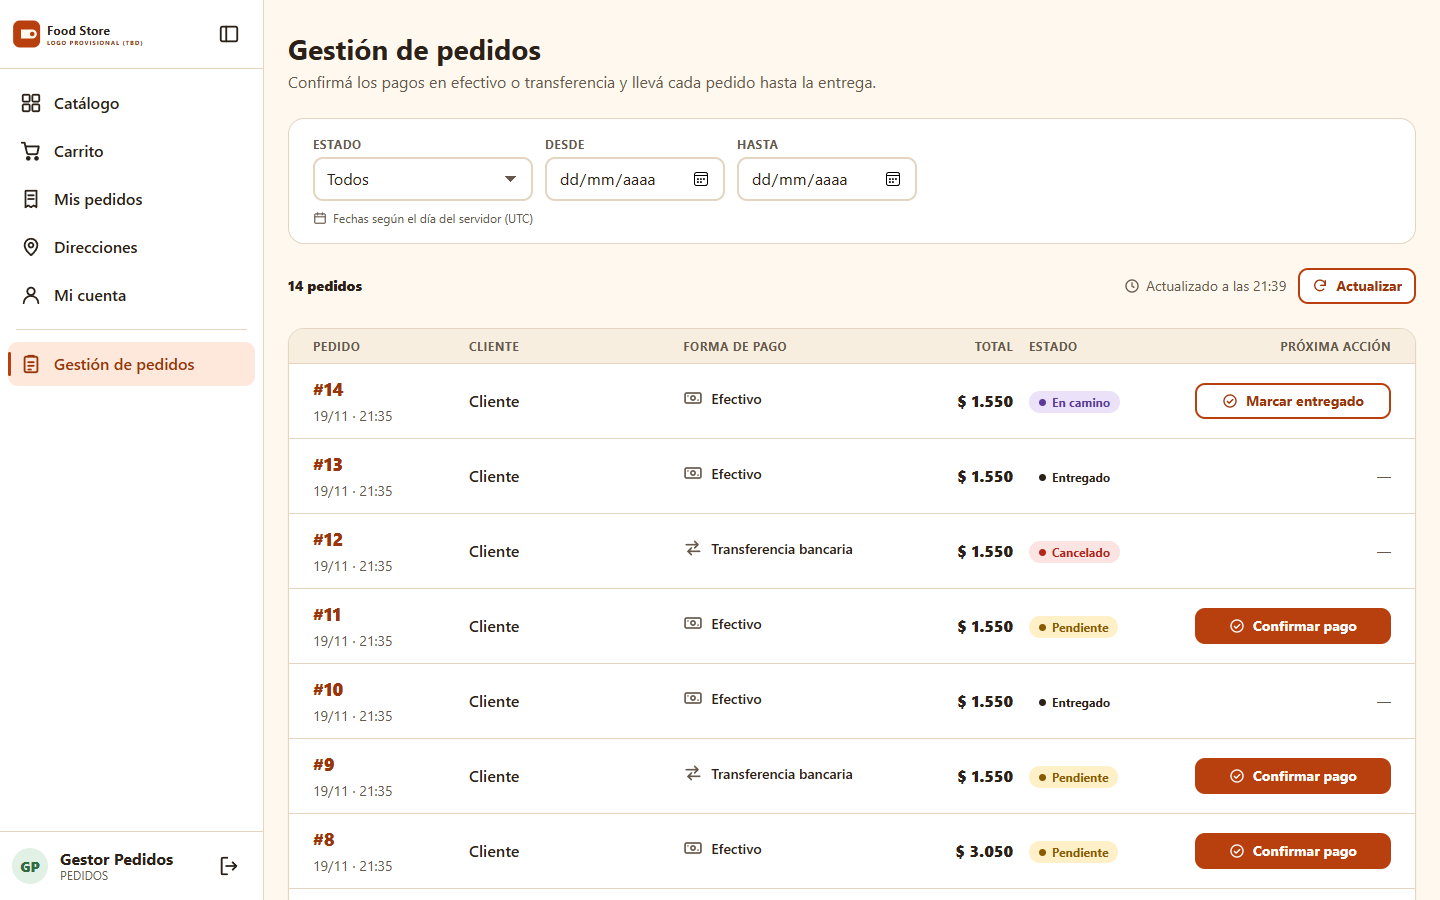 Food Store
LOGO PROVISIONAL (TBD)
Catálogo
Carrito
Mis pedidos
Direcciones
Mi cuenta
Gestión de pedidos
GP
Gestor Pedidos
PEDIDOS
Gestión de pedidos
Confirmá los pagos en efectivo o transferencia y llevá cada pedido hasta la entrega.
ESTADO DESDE HASTA
Todos dd/mm/aaaa dd/mm/aaaa
Fechas según el día del servidor (UTC)
14 pedidos Actualizado a las 21:39 Actualizar
PEDIDO CLIENTE FORMA DE PAGO TOTAL ESTADO PRÓXIMA ACCIÓN
#14
19/11 · 21:35 Cliente Efectivo $ 1.550 En camino Marcar entregado
#13
19/11 · 21:35 Cliente Efectivo $ 1.550 Entregado —
#12
19/11 · 21:35 Cliente Transferencia bancaria $ 1.550 Cancelado —
#11
19/11 · 21:35 Cliente Efectivo $ 1.550 Pendiente Confirmar pago
#10
19/11 · 21:35 Cliente Efectivo $ 1.550 Entregado —
#9
19/11 · 21:35 Cliente Transferencia bancaria $ 1.550 Pendiente Confirmar pago
#8
19/11 · 21:35 Cliente Efectivo $ 3.050 Pendiente Confirmar pago